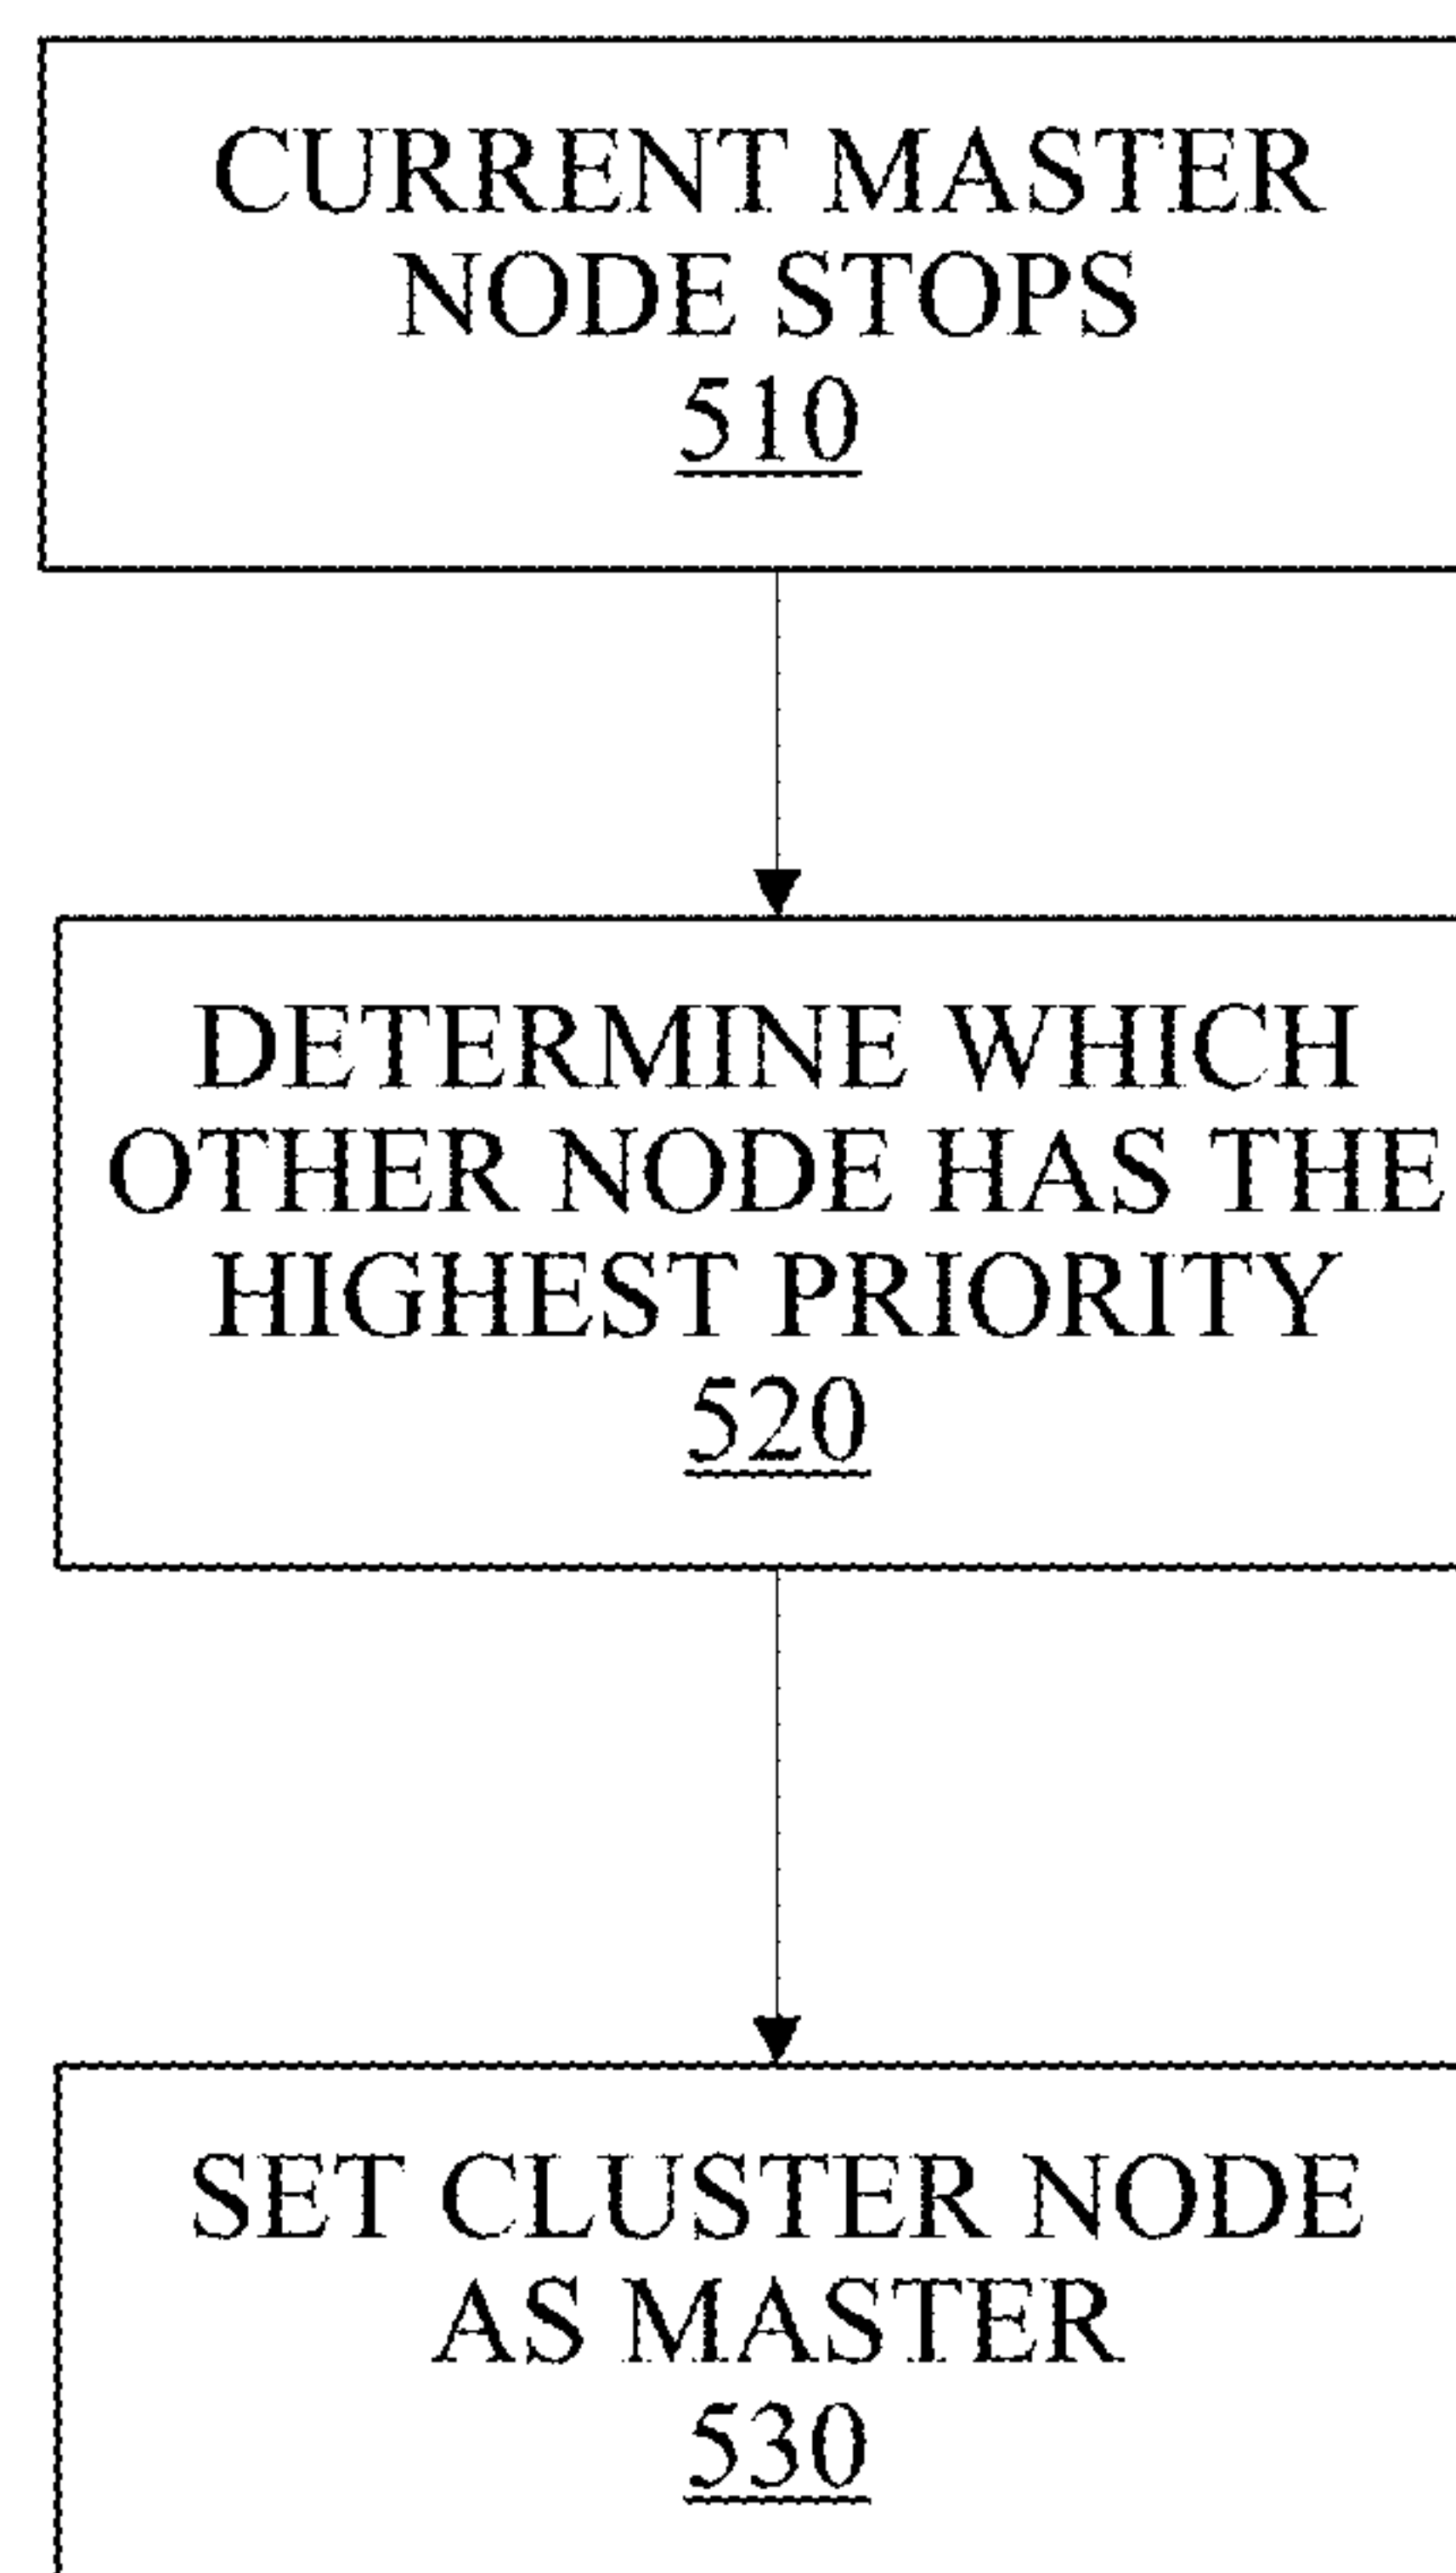 CURRENT MASTER
NODE STOPS
510
DETERMINE WHICH
OTHER NODE HAS THE
HIGHEST PRIORITY
520
SET CLUSTER NODE
AS MASTER
530